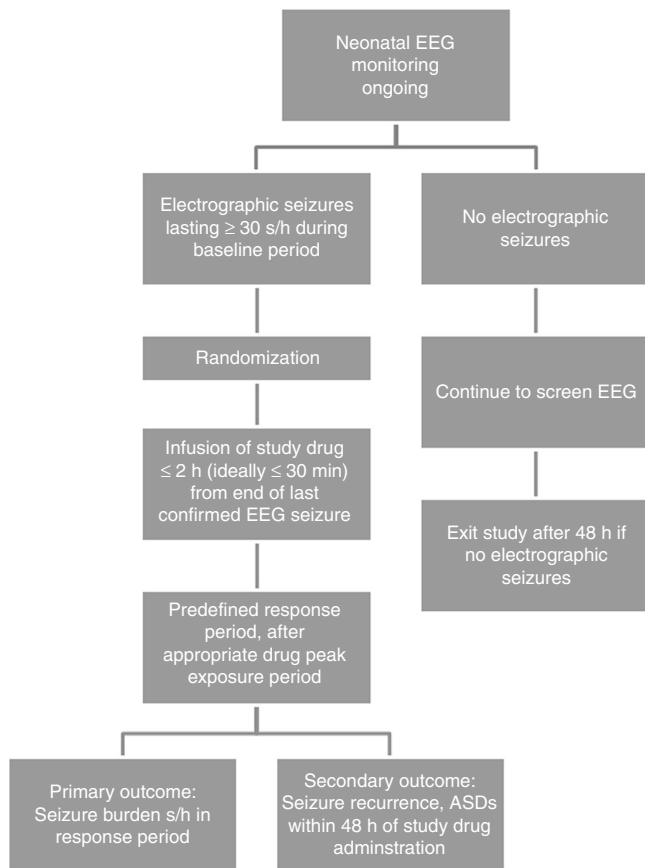 Neonatal EEG
monitoring
ongoing
Electrographic seizures
lasting ≥ 30 s/h during
baseline period
No electrographic
seizures
Randomization
Continue to screen EEG
Infusion of study drug
≤ 2 h (ideally ≤ 30 min)
from end of last
confirmed EEG seizure
Exit study after 48 h if
no electrographic
seizures
Predefined response
period, after
appropriate drug peak
exposure period
Primary outcome:
Seizure burden s/h in
response period
Secondary outcome:
Seizure recurrence, ASDs
within 48 h of study drug
adminstration